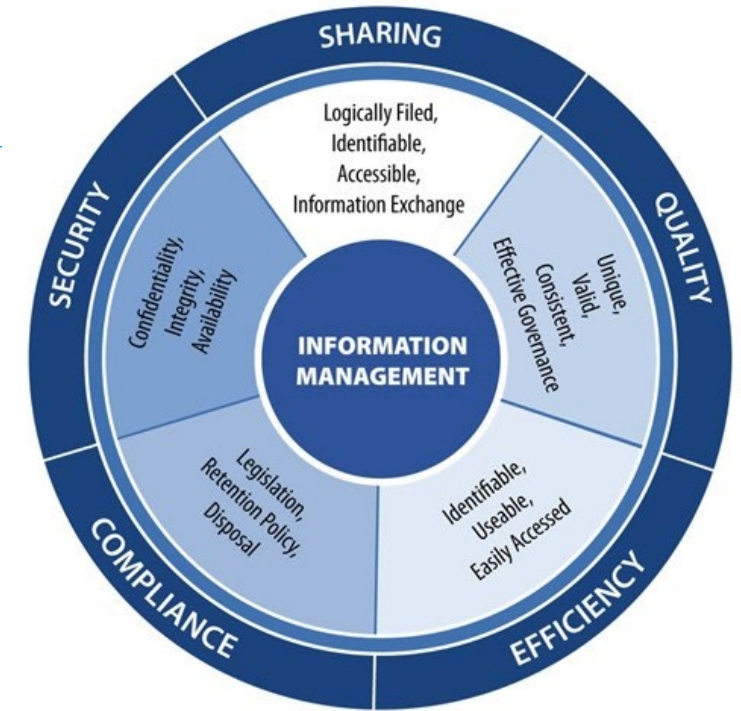 SHARING
Logically Filed,
Identifiable,
Accessible,
Information Exchange
QUALITY
Unique,
Valid,
Consistent,
Effective Governance
EFFICIENCY
Identifiable,
Useable,
Easily Accessed
COMPLIANCE
Legislation,
Retention Policy,
Disposal
SECURITY
Confidentiality,
Integrity,
Availability
INFORMATION
MANAGEMENT